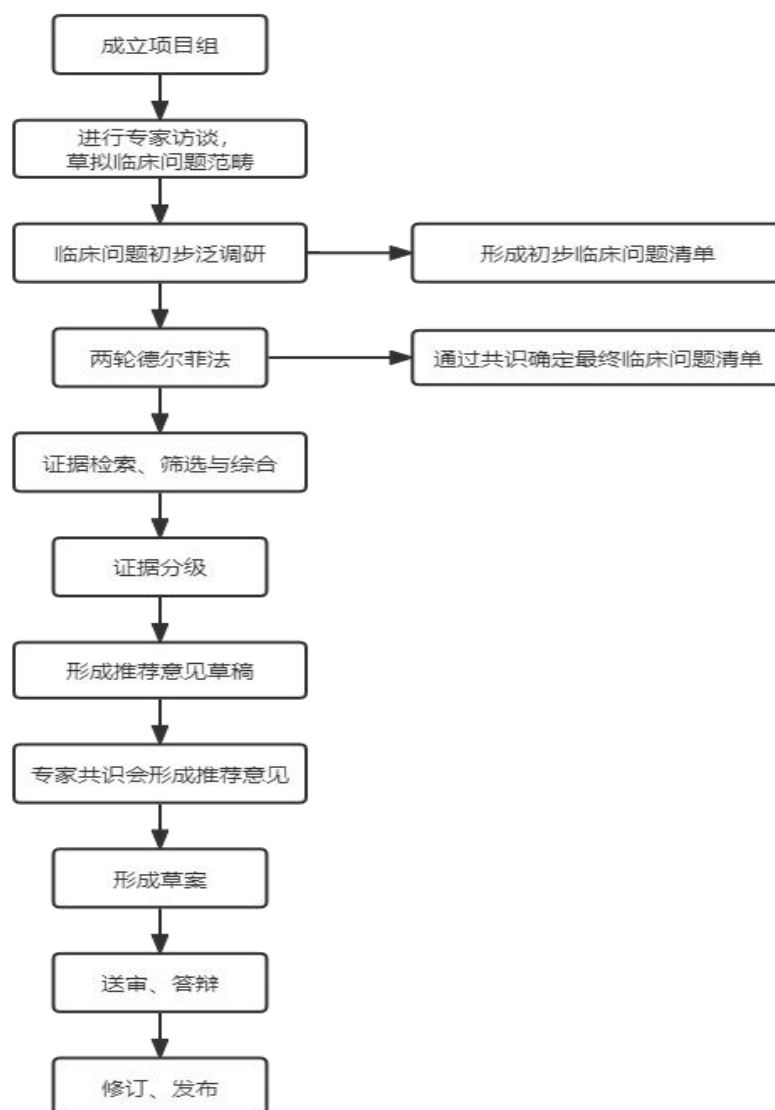 成立项目组
进行专家访谈，
草拟临床问题范畴
临床问题初步泛调研
形成初步临床问题清单
两轮德尔菲法
通过共识确定最终临床问题清单
证据检索、筛选与综合
证据分级
形成推荐意见草稿
专家共识会形成推荐意见
形成草案
送审、答辩
修订、发布